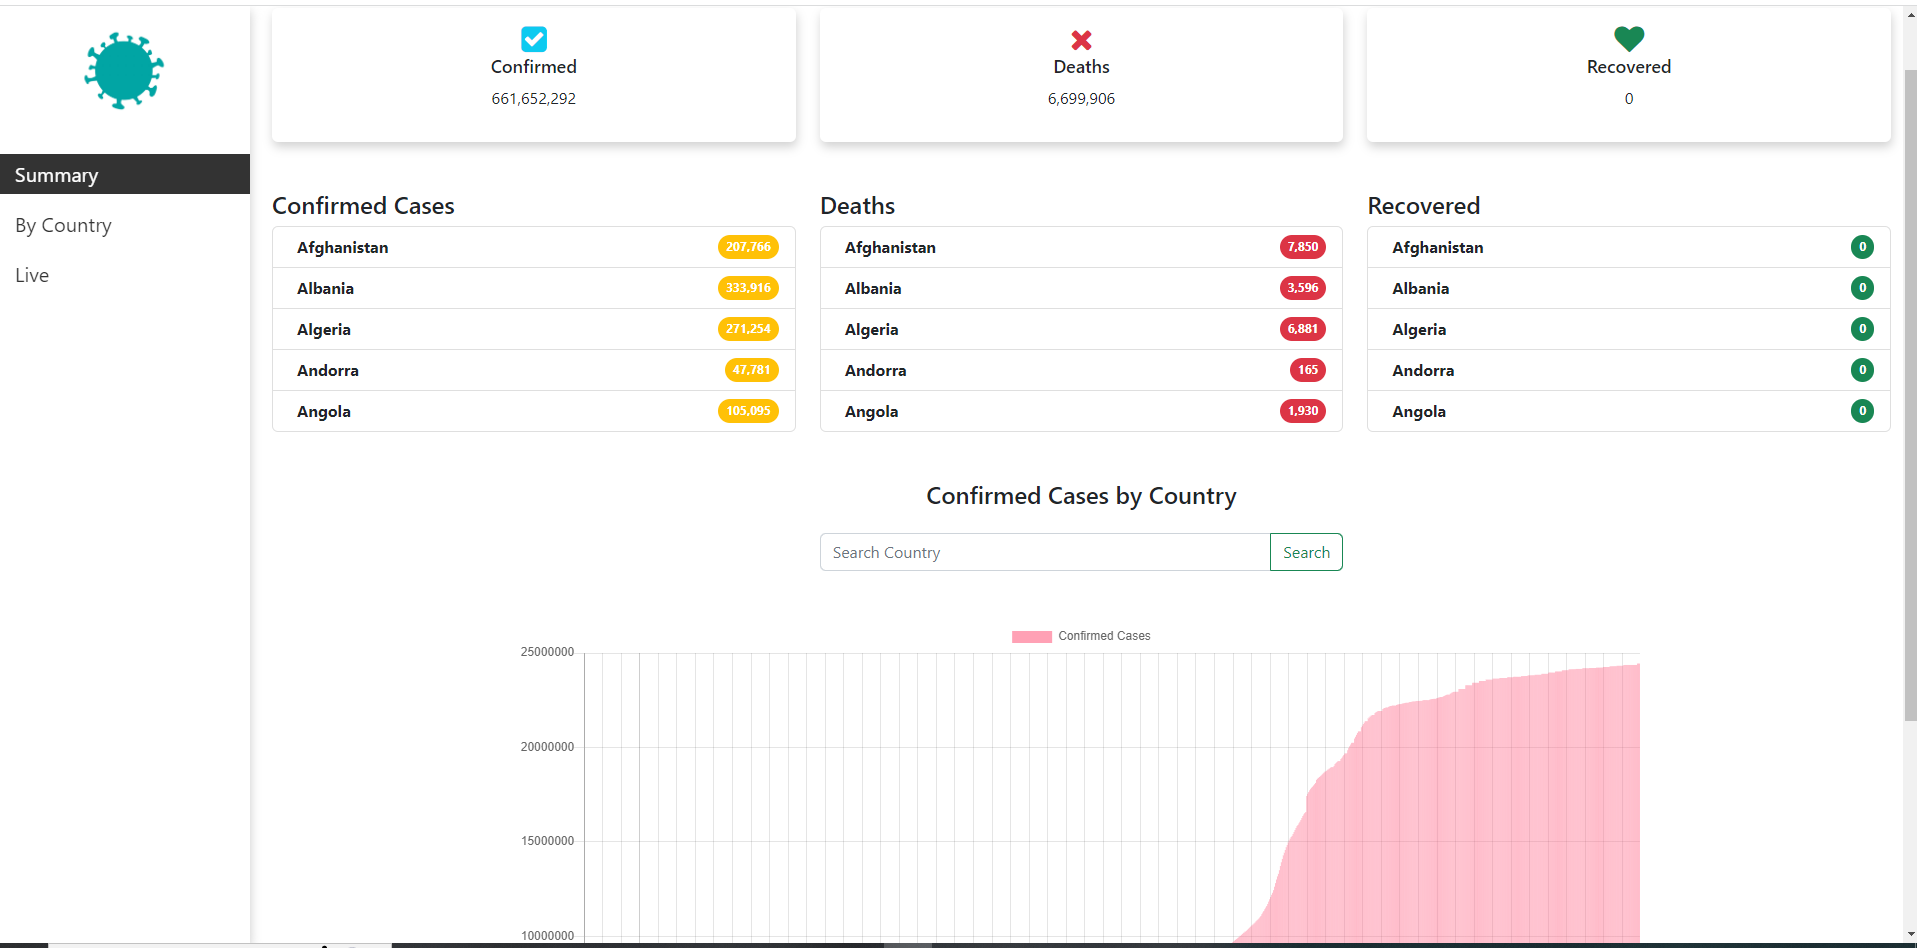 Confirmed
661,652,292
Deaths
6,699,906
Recovered
0
Summary
By Country
Live
Confirmed Cases
Afghanistan 207,766
Albania 333,916
Algeria 271,254
Andorra 47,781
Angola 105,095
Deaths
Afghanistan 7,850
Albania 3,596
Algeria 6,881
Andorra 165
Angola 1,930
Recovered
Afghanistan 0
Albania 0
Algeria 0
Andorra 0
Angola 0
Confirmed Cases by Country
Search Country Search
Confirmed Cases
25000000
20000000
15000000
10000000